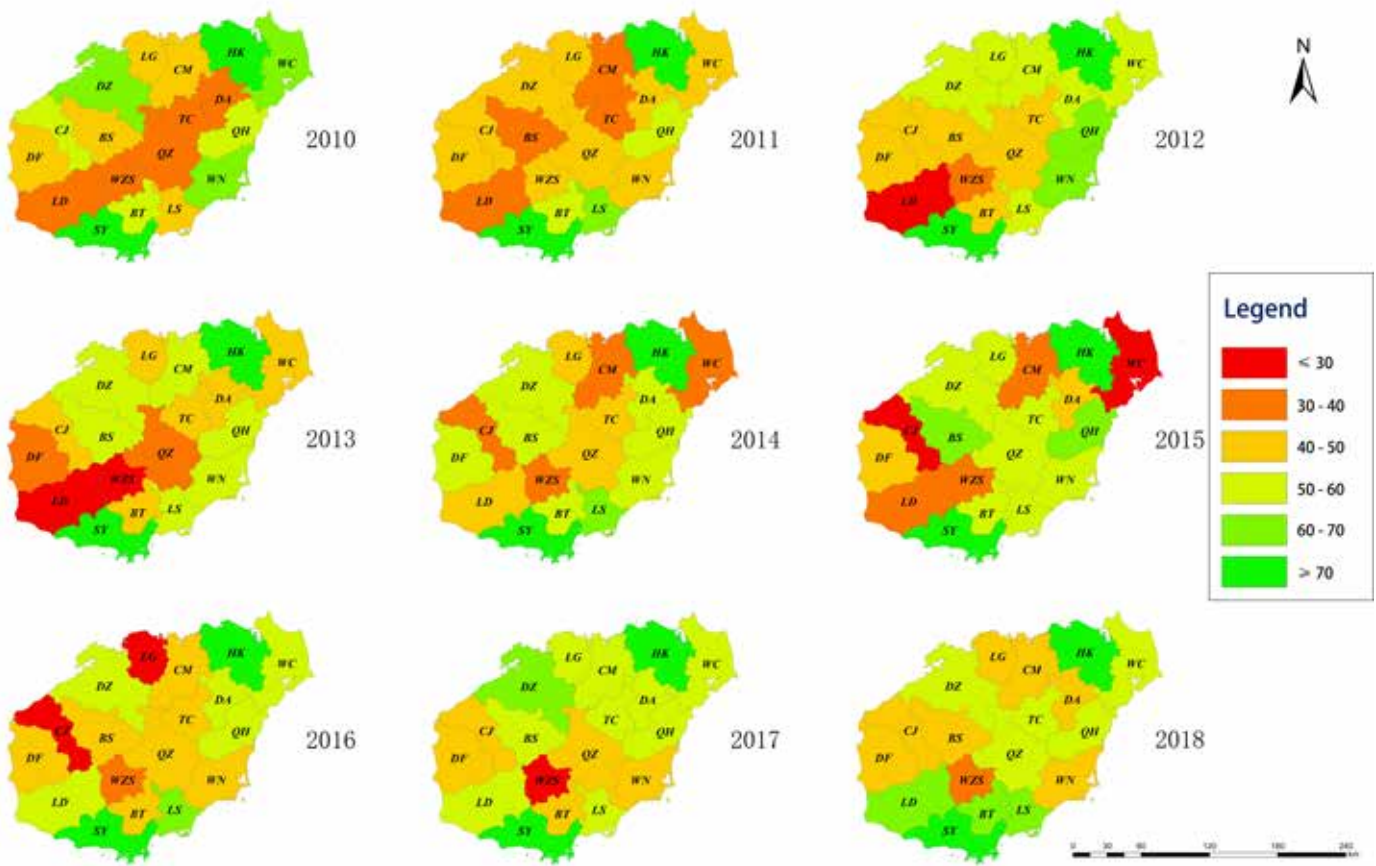 HK
LG
CM
WC
DZ
DA
TC
CJ
BS
QH
DF
QZ
WZS
WN
LD
BT
LS
SY
2010
HK
LG
CM
WC
DZ
DA
TC
CJ
BS
QH
DF
QZ
WZS
WN
LD
BT
LS
SY
2011
HK
LG
CM
WC
DZ
DA
TC
CJ
BS
QH
DF
QZ
WZS
WN
LD
BT
LS
SY
2012
N
HK
LG
CM
WC
DZ
DA
TC
CJ
BS
QH
DF
QZ
WZS
WN
LD
BT
LS
SY
2013
HK
LG
CM
WC
DZ
DA
TC
CJ
BS
QH
DF
QZ
WZS
WN
LD
BT
LS
SY
2014
HK
LG
CM
WC
DZ
DA
TC
CJ
BS
QH
DF
QZ
WZS
WN
LD
BT
LS
SY
2015
Legend
< 30
30 - 40
40 - 50
50 - 60
60 - 70
≥ 70
HK
LG
CM
WC
DZ
DA
TC
CJ
BS
QH
DF
QZ
WZS
WN
LD
BT
LS
SY
2016
HK
LG
CM
WC
DZ
DA
TC
CJ
BS
QH
DF
QZ
WZS
WN
LD
BT
LS
SY
2017
HK
LG
CM
WC
DZ
DA
TC
CJ
BS
QH
DF
QZ
WZS
WN
LD
BT
LS
SY
2018
0 30 60 120 180 240
km